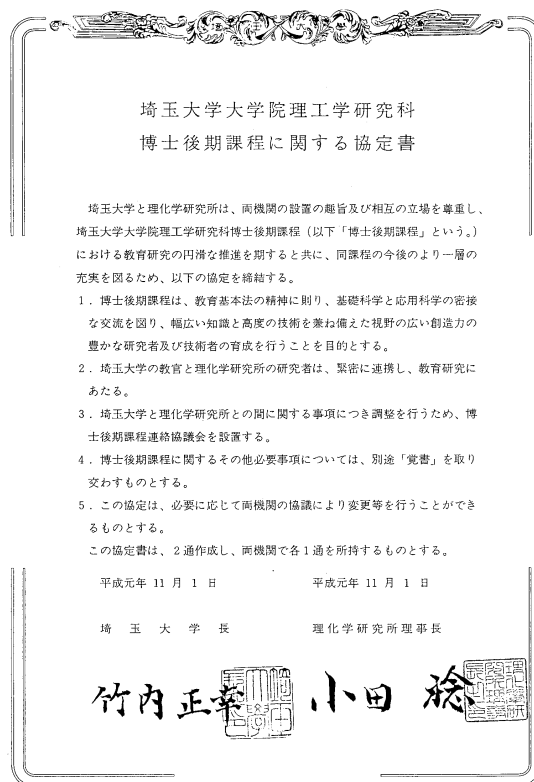 埼玉大学大学院理工学研究科
博士後期課程に関する協定書
埼玉大学と理化学研究所は、両機関の設置の趣旨及び相互の立場を尊重し、
埼玉大学大学院理工学研究科博士後期課程（以下「博士後期課程」という。）
における教育研究の円滑な推進を期すると共に、同課程の今後のより一層の
充実を図るため、以下の協定を締結する。
1．博士後期課程は、教育基本法の精神に則り、基礎科学と応用科学の密接
な交流を図り、幅広い知識と高度の技術を兼ね備えた視野の広い創造力の
豊かな研究者及び技術者の育成を行うことを目的とする。
2．埼玉大学の教官と理化学研究所の研究者は、緊密に連携し、教育研究に
あたる。
3．埼玉大学と理化学研究所との間に関する事項につき調整を行うため、博
士後期課程連絡協議会を設置する。
4．博士後期課程に関するその他必要事項については、別途「覚書」を取り
交わすものとする。
5．この協定は、必要に応じて両機関の協議により変更等を行うことができ
るものとする。
この協定書は、2通作成し、両機関で各1通を所持するものとする。
平成元年 11 月 1 日 平成元年 11 月 1 日
埼玉大学長 理化学研究所理事長
竹内正幸 小田 稔